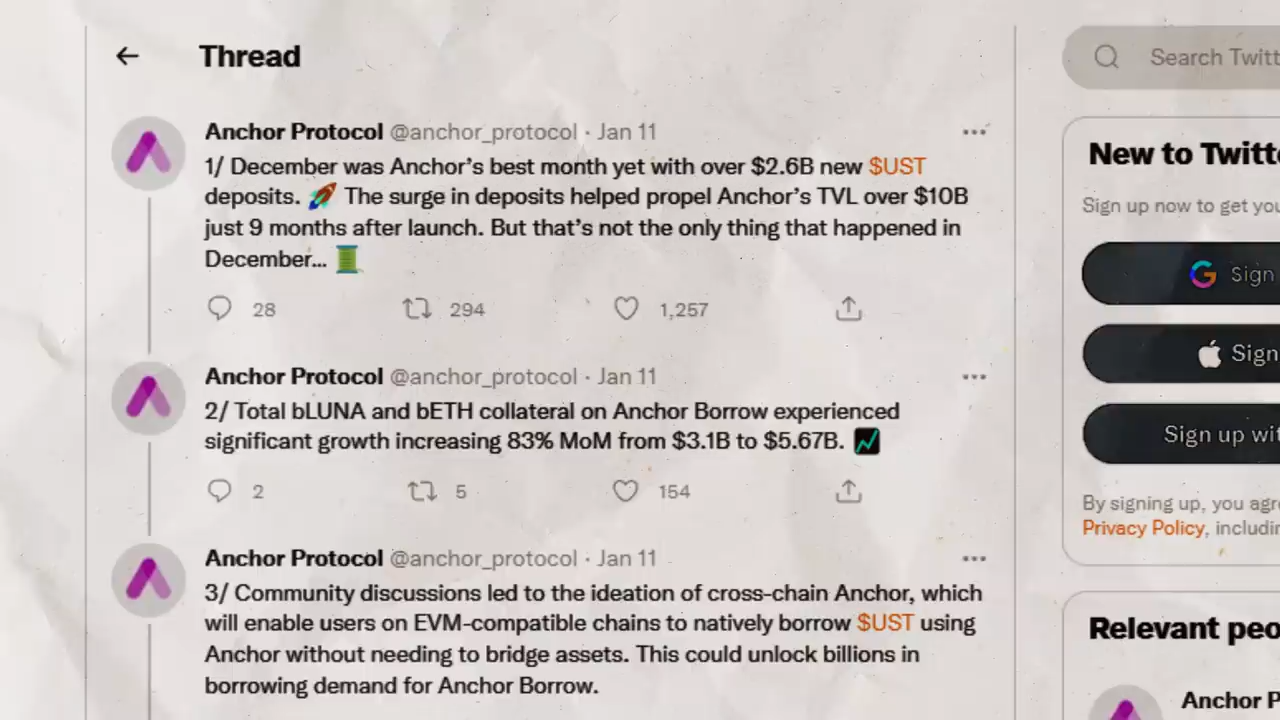 Thread
Search Twitt
Anchor Protocol @anchor_protocol · Jan 11
1/ December was Anchor's best month yet with over $2.6B new $UST
deposits. 🚀 The surge in deposits helped propel Anchor's TVL over $10B
just 9 months after launch. But that's not the only thing that happened in
December... 🧵
28 294 1,257
Anchor Protocol @anchor_protocol · Jan 11
2/ Total bLUNA and bETH collateral on Anchor Borrow experienced
significant growth increasing 83% MoM from $3.1B to $5.67B. 💹
2 5 154
Anchor Protocol @anchor_protocol · Jan 11
3/ Community discussions led to the ideation of cross-chain Anchor, which
will enable users on EVM-compatible chains to natively borrow $UST using
Anchor without needing to bridge assets. This could unlock billions in
borrowing demand for Anchor Borrow.
New to Twitte
Sign up now to get you
Sign
Sign
Sign up wit
By signing up, you agre
Privacy Policy, includin
Relevant peo
Anchor P